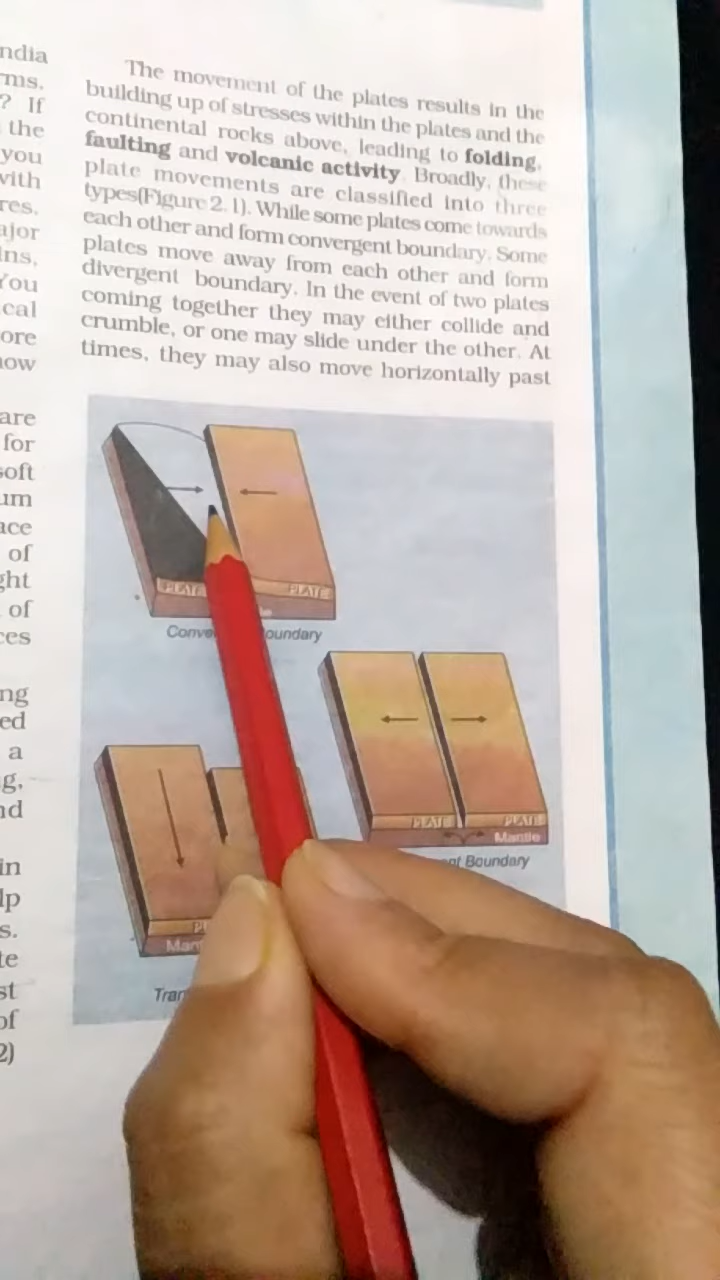 ndia
ms.
? If
the
you
with
res.
ajor
ins,
You
cal
ore
now
are
for
soft
um
ace
of
ght
of
ces
ng
ed
a
g,
nd
in
lp
s.
te
st
of
2)
The movement of the plates results in the
building up of stresses within the plates and the
continental rocks above, leading to folding,
faulting and volcanic activity. Broadly, these
plate movements are classified into three
types(Figure 2.1). While some plates come towards
each other and form convergent boundary. Some
plates move away from each other and form
divergent boundary. In the event of two plates
coming together they may either collide and
crumble, or one may slide under the other. At
times, they may also move horizontally past
PLATE PLATE
Conve oundary
PLATE PLATE
Mantle
nt Boundary
Pl
Man
Tran